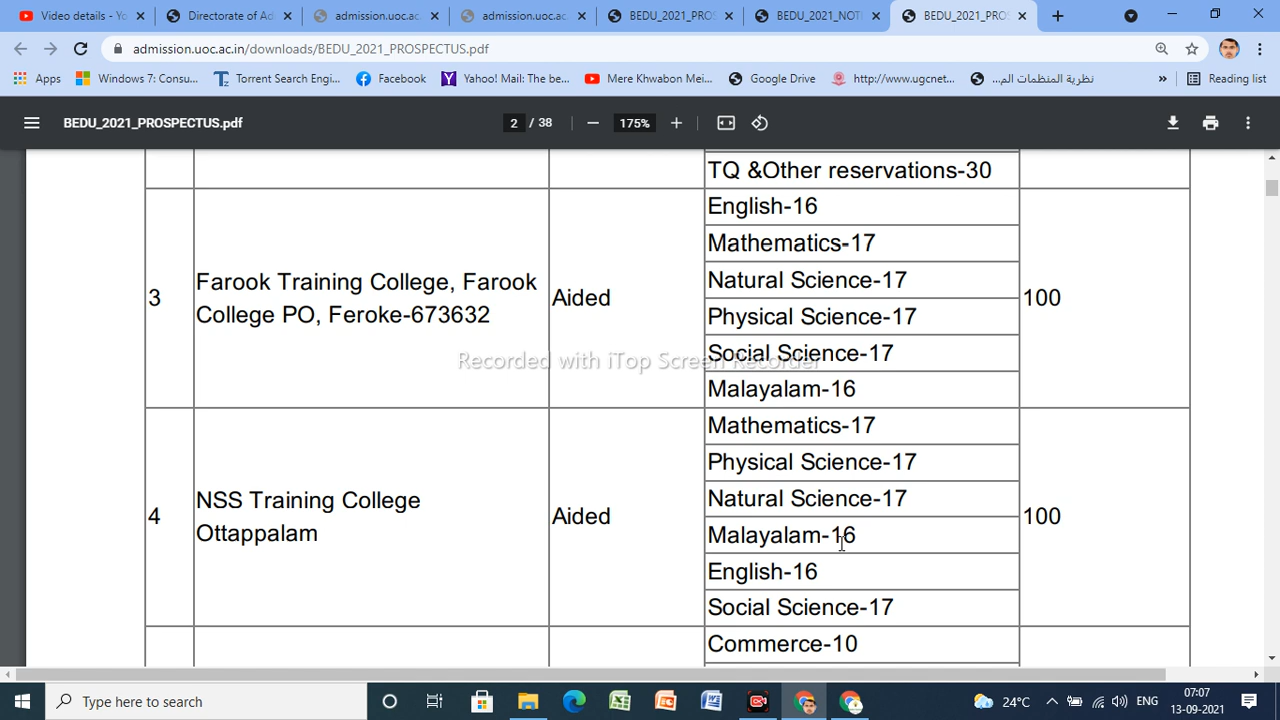 Video details - Yo
Directorate of Ad
admission.uoc.ac.
admission.uoc.ac.
BEDU_2021_PROS
BEDU_2021_NOTI
BEDU_2021_PROS
admission.uoc.ac.in/downloads/BEDU_2021_PROSPECTUS.pdf
Apps
Windows 7: Consu...
Torrent Search Engi...
Facebook
Yahoo! Mail: The be...
Mere Khwabon Mei...
Google Drive
http://www.ugcnet...
نظرية المنظمات الم...
»
Reading list
BEDU_2021_PROSPECTUS.pdf
2 / 38
175%
TQ &Other reservations-30
3
Farook Training College, Farook
College PO, Feroke-673632
Aided
English-16
Mathematics-17
Natural Science-17
Physical Science-17
Social Science-17
Malayalam-16
100
Recorded with iTop Screen Recorder
4
NSS Training College
Ottappalam
Aided
Mathematics-17
Physical Science-17
Natural Science-17
Malayalam-16
English-16
Social Science-17
100
Commerce-10
Type here to search
24°C
ENG
07:07
13-09-2021